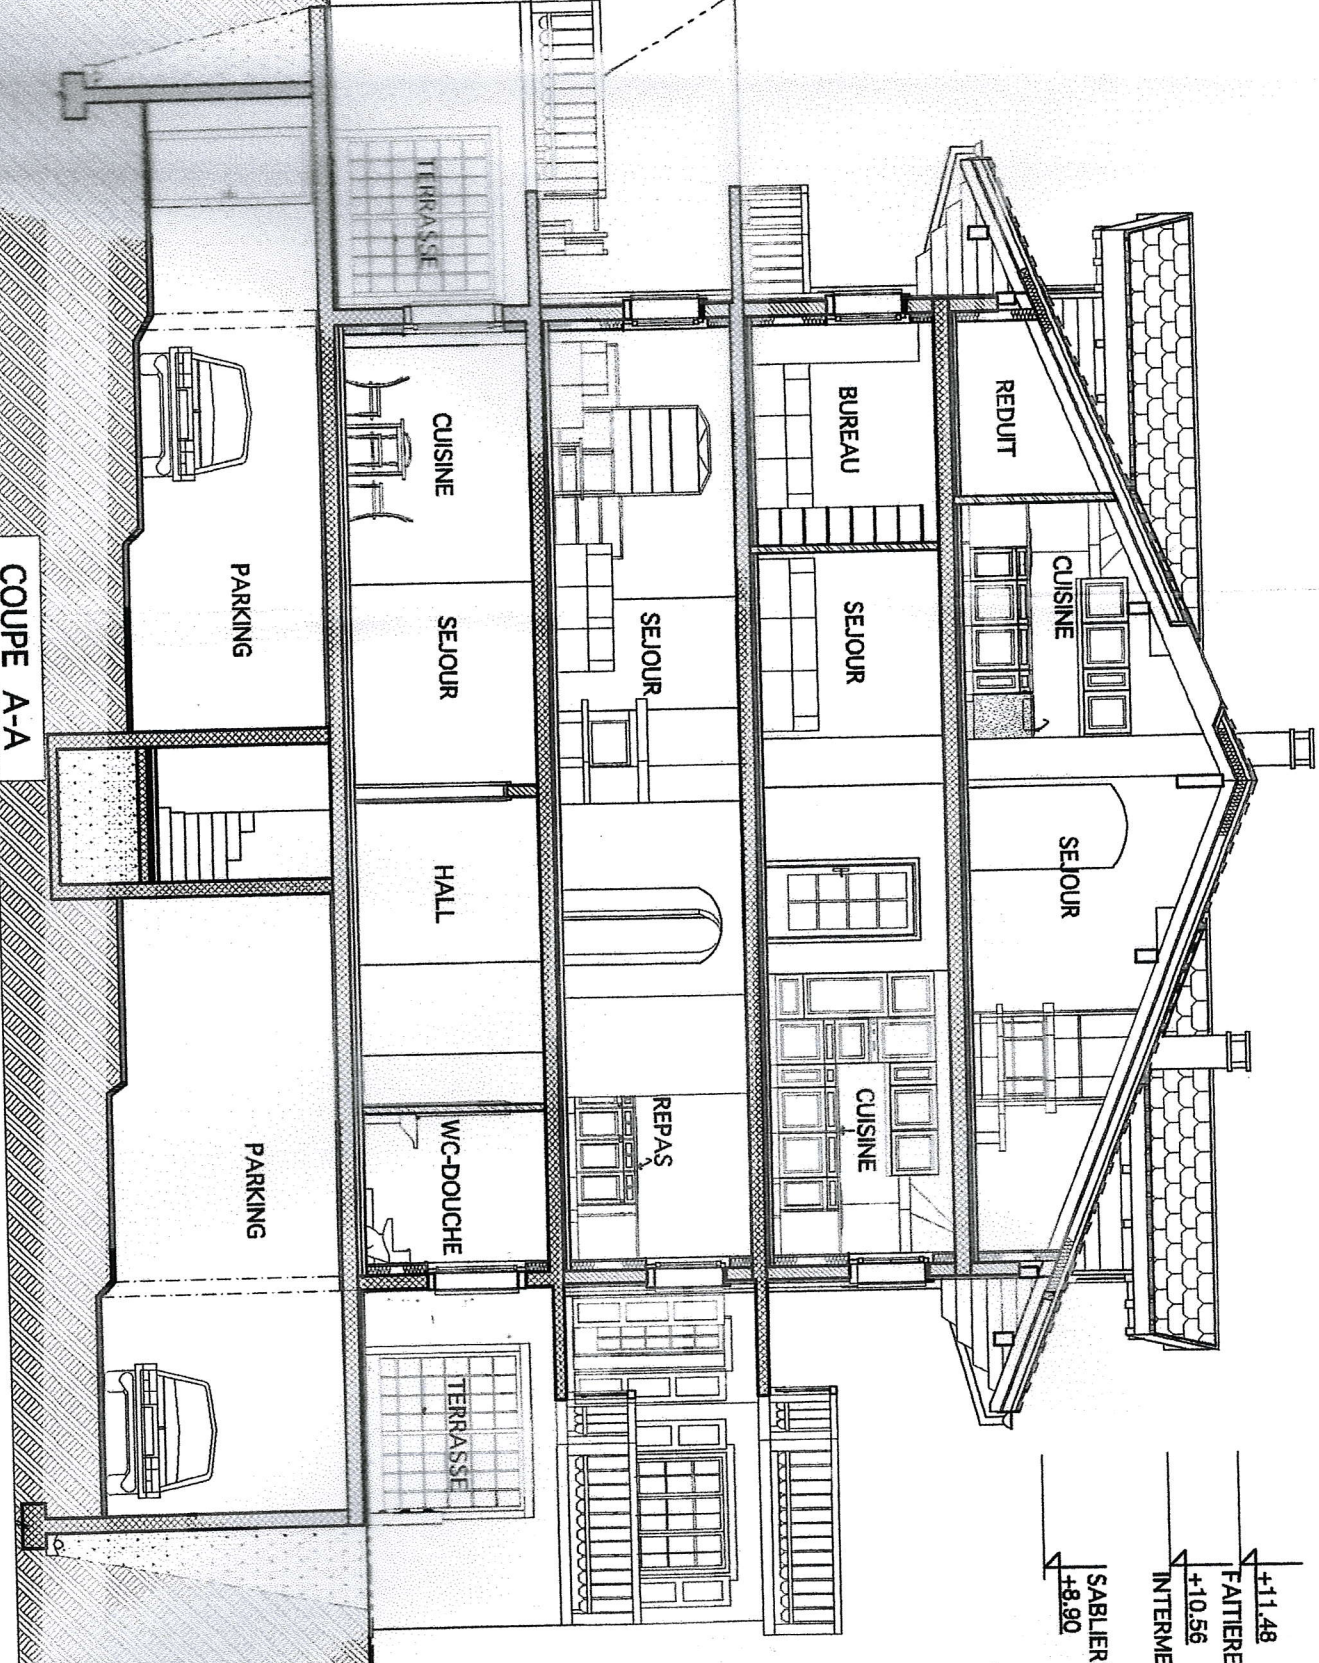 +11.48
FAITIERE
+10.56
INTERME
SABLIER
+8.90
REDUIT
CUISINE
SEJOUR
BUREAU
SEJOUR
CUISINE
SEJOUR
REPAS
TERRASSE
CUISINE
SEJOUR
HALL
WC-DOUCHE
TERRASSE
PARKING
PARKING
COUPE A-A